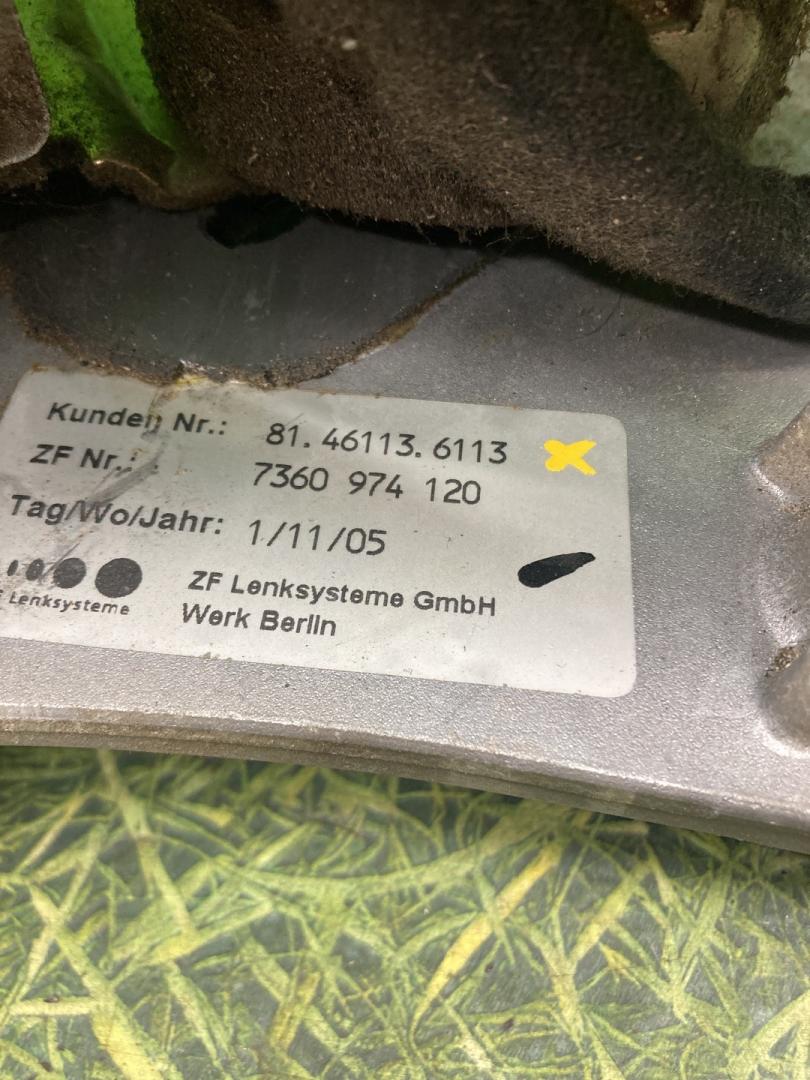 Kunden Nr.: 81.46113.6113
ZF Nr.: 7360 974 120
Tag/Wo/Jahr: 1/11/05
Lenksysteme
ZF Lenksysteme GmbH
Werk Berlin